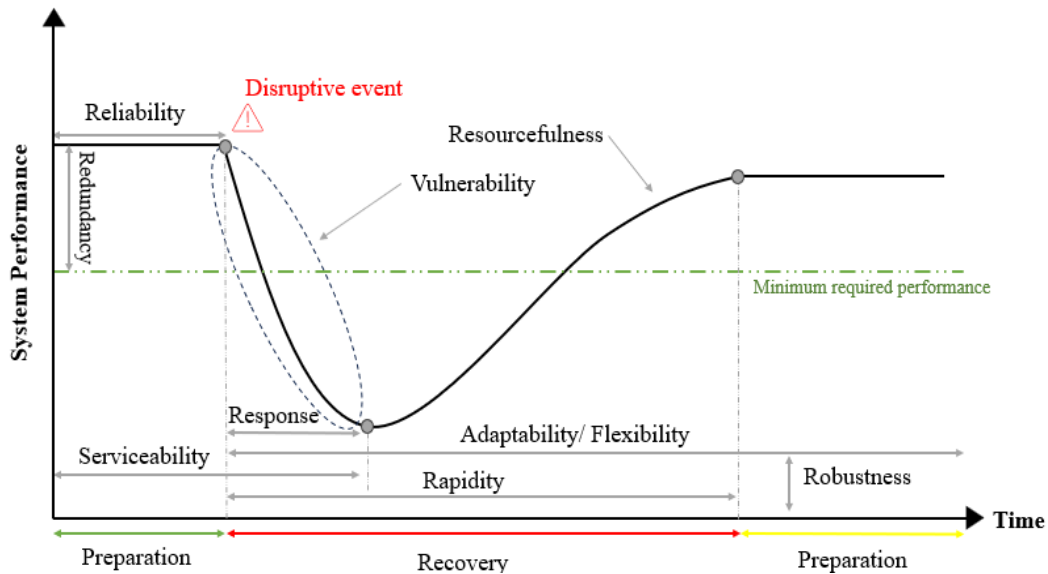 Disruptive event
Reliability
Resourcefulness
Redundancy
Vulnerability
System Performance
Minimum required performance
Response
Adaptability/ Flexibility
Serviceability
Rapidity
Robustness
Time
Preparation
Recovery
Preparation